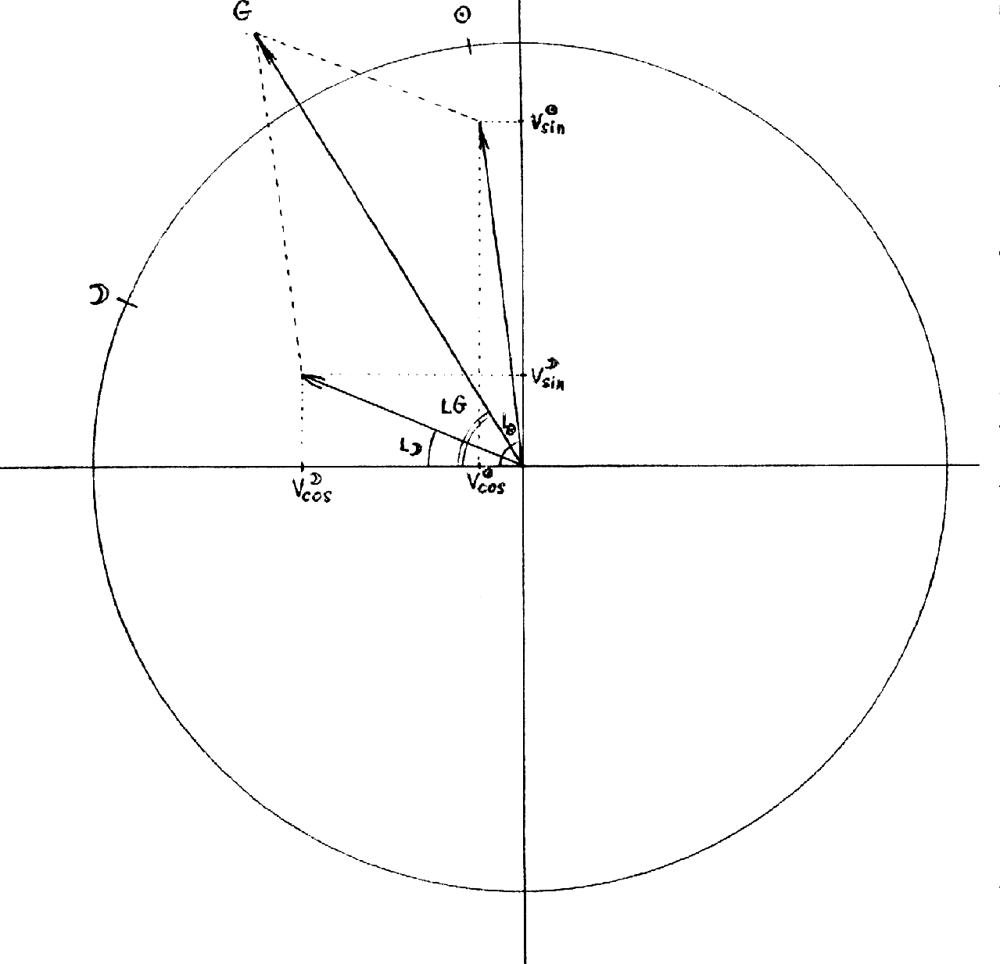 G
☉
V sin ☉
☽
V sin ☽
LG
L☉
L☽
V cos ☽
V cos ☉